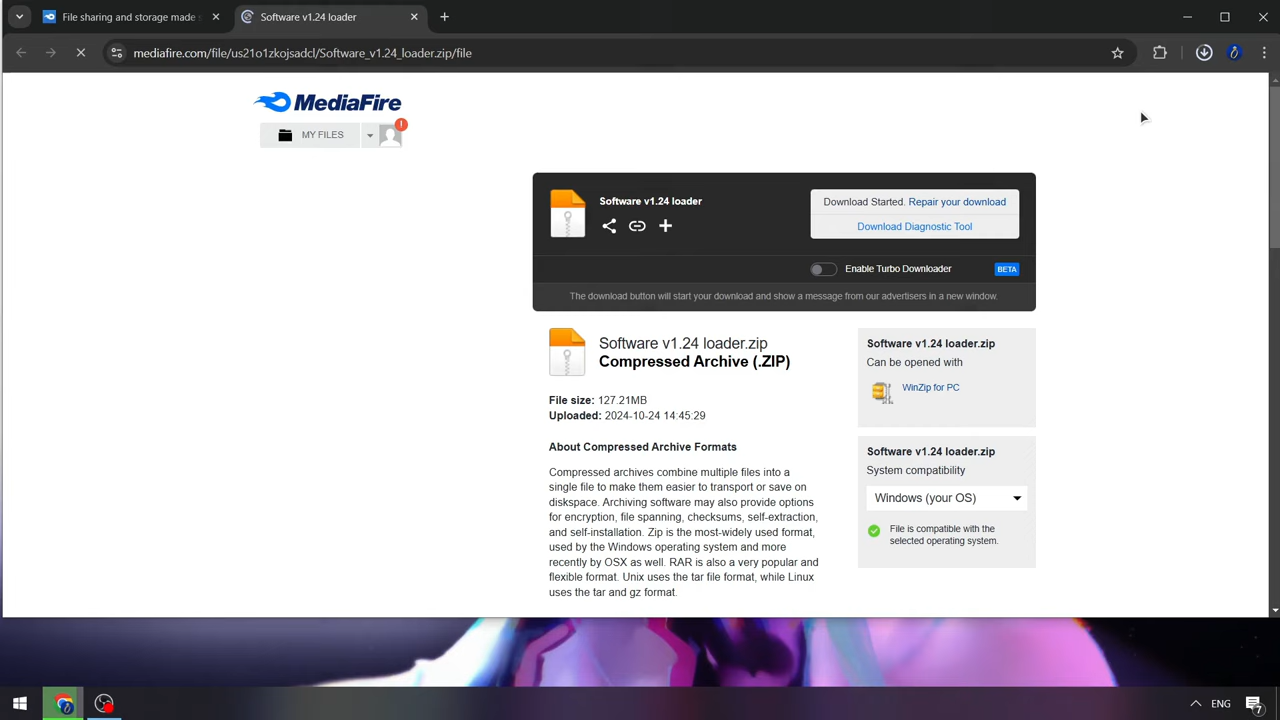 File sharing and storage made s
Software v1.24 loader
mediafire.com/file/us21o1zkojsadcl/Software_v1.24_loader.zip/file
MediaFire
MY FILES
!
Software v1.24 loader
Download Started. Repair your download
Download Diagnostic Tool
Enable Turbo Downloader
BETA
The download button will start your download and show a message from our advertisers in a new window.
Software v1.24 loader.zip
Compressed Archive (.ZIP)
File size: 127.21MB
Uploaded: 2024-10-24 14:45:29
About Compressed Archive Formats
Compressed archives combine multiple files into a
single file to make them easier to transport or save on
diskspace. Archiving software may also provide options
for encryption, file spanning, checksums, self-extraction,
and self-installation. Zip is the most-widely used format,
used by the Windows operating system and more
recently by OSX as well. RAR is also a very popular and
flexible format. Unix uses the tar file format, while Linux
uses the tar and gz format.
Software v1.24 loader.zip
Can be opened with
WinZip for PC
Software v1.24 loader.zip
System compatibility
Windows (your OS)
File is compatible with the
selected operating system.
ENG
7